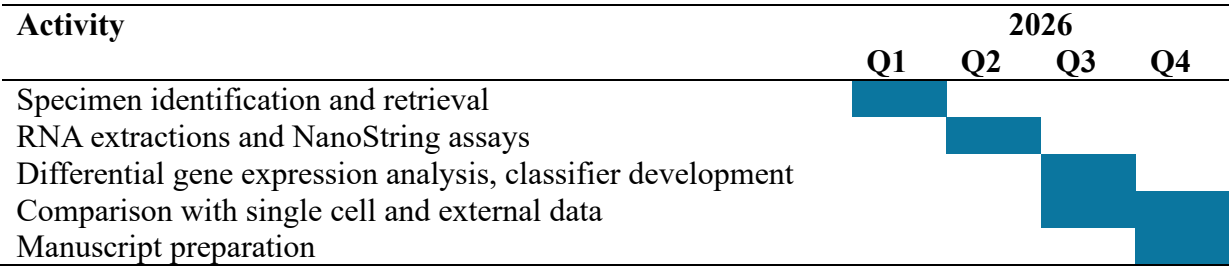 Activity 2026
Q1 Q2 Q3 Q4
Specimen identification and retrieval
RNA extractions and NanoString assays
Differential gene expression analysis, classifier development
Comparison with single cell and external data
Manuscript preparation